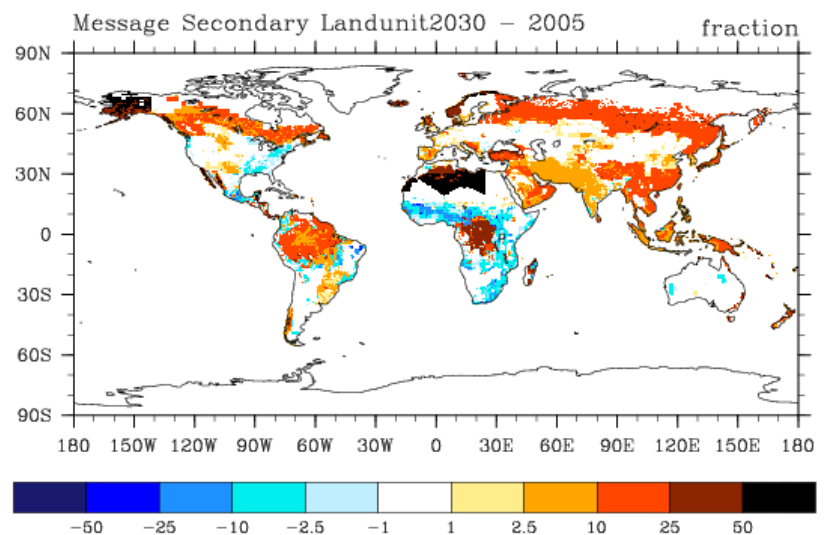 Message Secondary Landunit2030 − 2005 fraction
90N
60N
30N
0
30S
60S
90S
180 150W 120W 90W 60W 30W 0 30E 60E 90E 120E 150E 180
−50 −25 −10 −2.5 −1 1 2.5 10 25 50